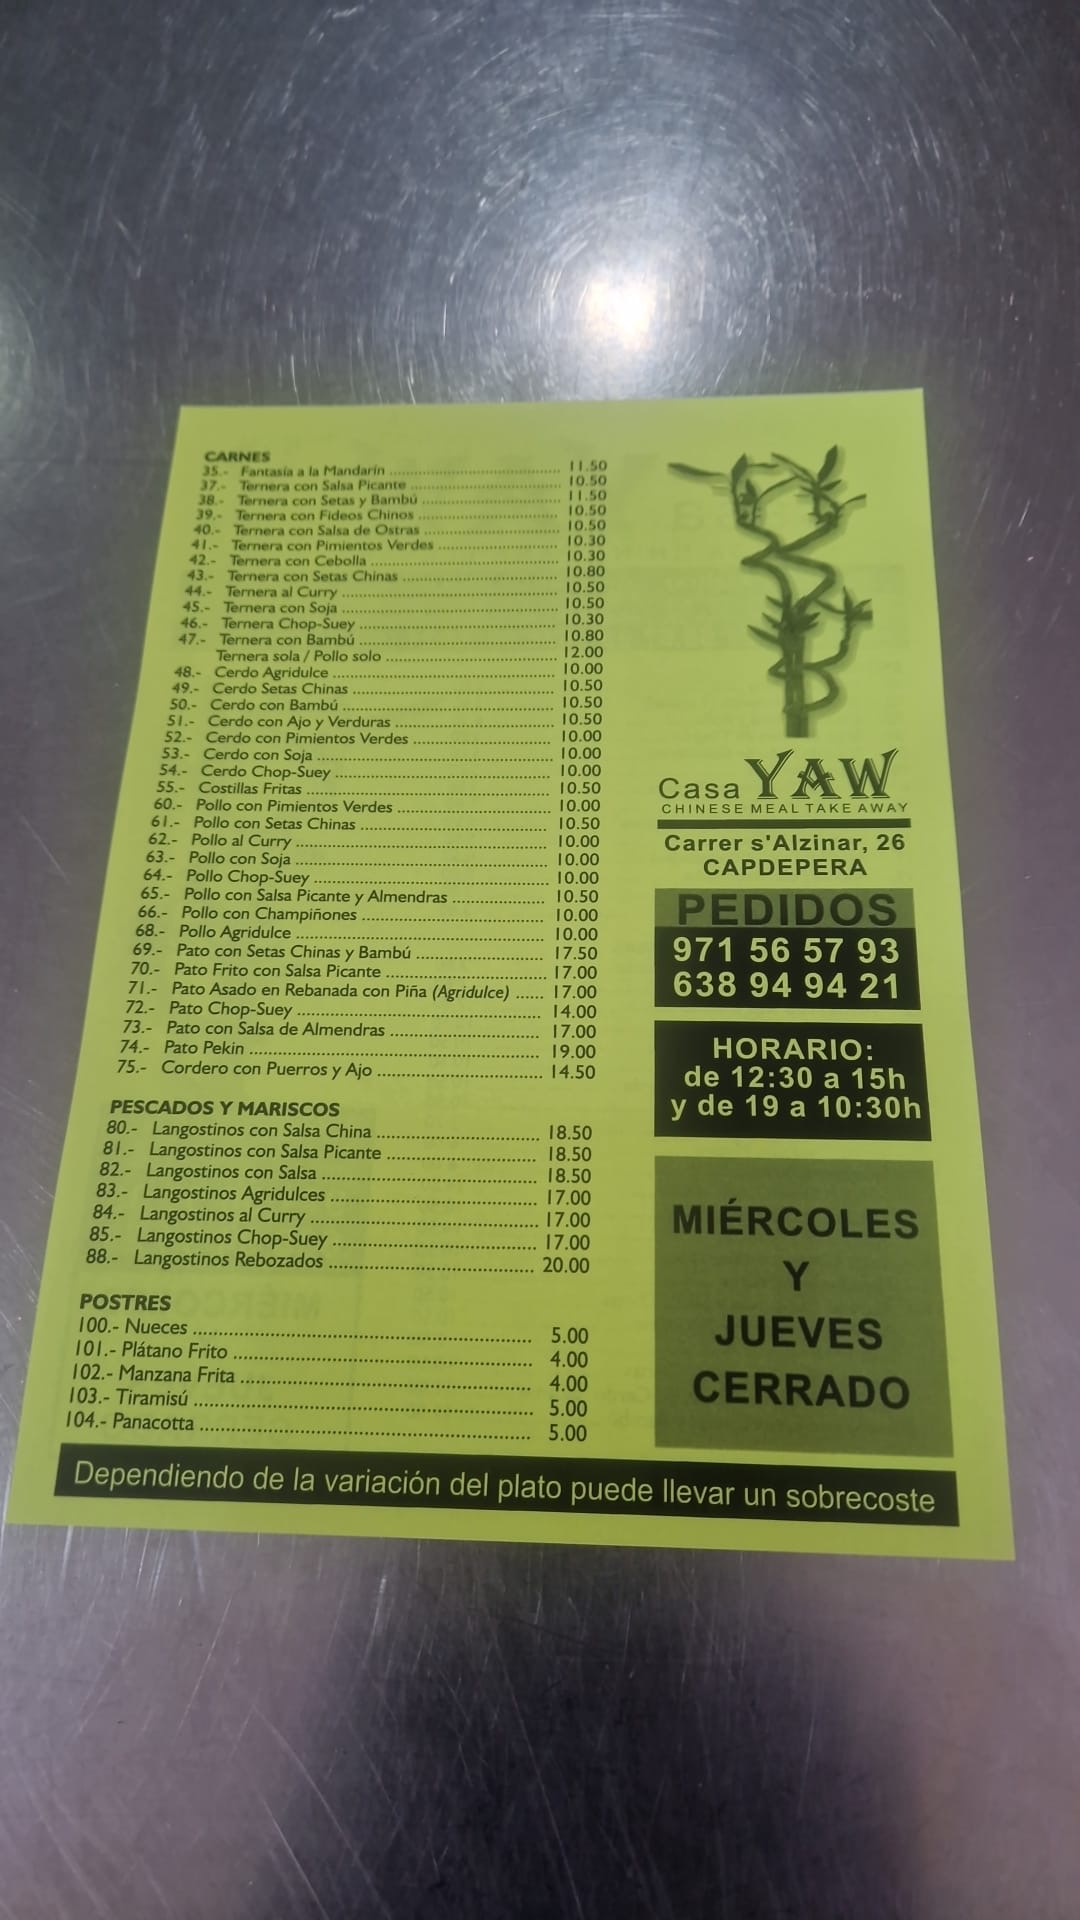 CARNES
35.- Fantasía a la Mandarín 11.50
37.- Ternera con Salsa Picante 10.50
38.- Ternera con Setas y Bambú 11.50
39.- Ternera con Fideos Chinos 10.50
40.- Ternera con Salsa de Ostras 10.50
41.- Ternera con Pimientos Verdes 10.30
42.- Ternera con Cebolla 10.30
43.- Ternera con Setas Chinas 10.80
44.- Ternera al Curry 10.50
45.- Ternera con Soja 10.50
46.- Ternera Chop-Suey 10.30
47.- Ternera con Bambú 10.80
Ternera sola / Pollo solo 12.00
48.- Cerdo Agridulce 10.00
49.- Cerdo Setas Chinas 10.50
50.- Cerdo con Bambú 10.50
51.- Cerdo con Ajo y Verduras 10.50
52.- Cerdo con Pimientos Verdes 10.00
53.- Cerdo con Soja 10.00
54.- Cerdo Chop-Suey 10.00
55.- Costillas Fritas 10.50
60.- Pollo con Pimientos Verdes 10.00
61.- Pollo con Setas Chinas 10.50
62.- Pollo al Curry 10.00
63.- Pollo con Soja 10.00
64.- Pollo Chop-Suey 10.00
65.- Pollo con Salsa Picante y Almendras 10.50
66.- Pollo con Champiñones 10.00
68.- Pollo Agridulce 10.00
69.- Pato con Setas Chinas y Bambú 17.50
70.- Pato Frito con Salsa Picante 17.00
71.- Pato Asado en Rebanada con Piña (Agridulce) 17.00
72.- Pato Chop-Suey 14.00
73.- Pato con Salsa de Almendras 17.00
74.- Pato Pekin 19.00
75.- Cordero con Puerros y Ajo 14.50
PESCADOS Y MARISCOS
80.- Langostinos con Salsa China 18.50
81.- Langostinos con Salsa Picante 18.50
82.- Langostinos con Salsa 18.50
83.- Langostinos Agridulces 17.00
84.- Langostinos al Curry 17.00
85.- Langostinos Chop-Suey 17.00
88.- Langostinos Rebozados 20.00
POSTRES
100.- Nueces 5.00
101.- Plátano Frito 4.00
102.- Manzana Frita 4.00
103.- Tiramisú 5.00
104.- Panacotta 5.00
Casa YAW
CHINESE MEAL TAKE AWAY
Carrer s'Alzinar, 26
CAPDEPERA
PEDIDOS
971 56 57 93
638 94 94 21
HORARIO:
de 12:30 a 15h
y de 19 a 10:30h
MIÉRCOLES
Y
JUEVES
CERRADO
Dependiendo de la variación del plato puede llevar un sobrecoste